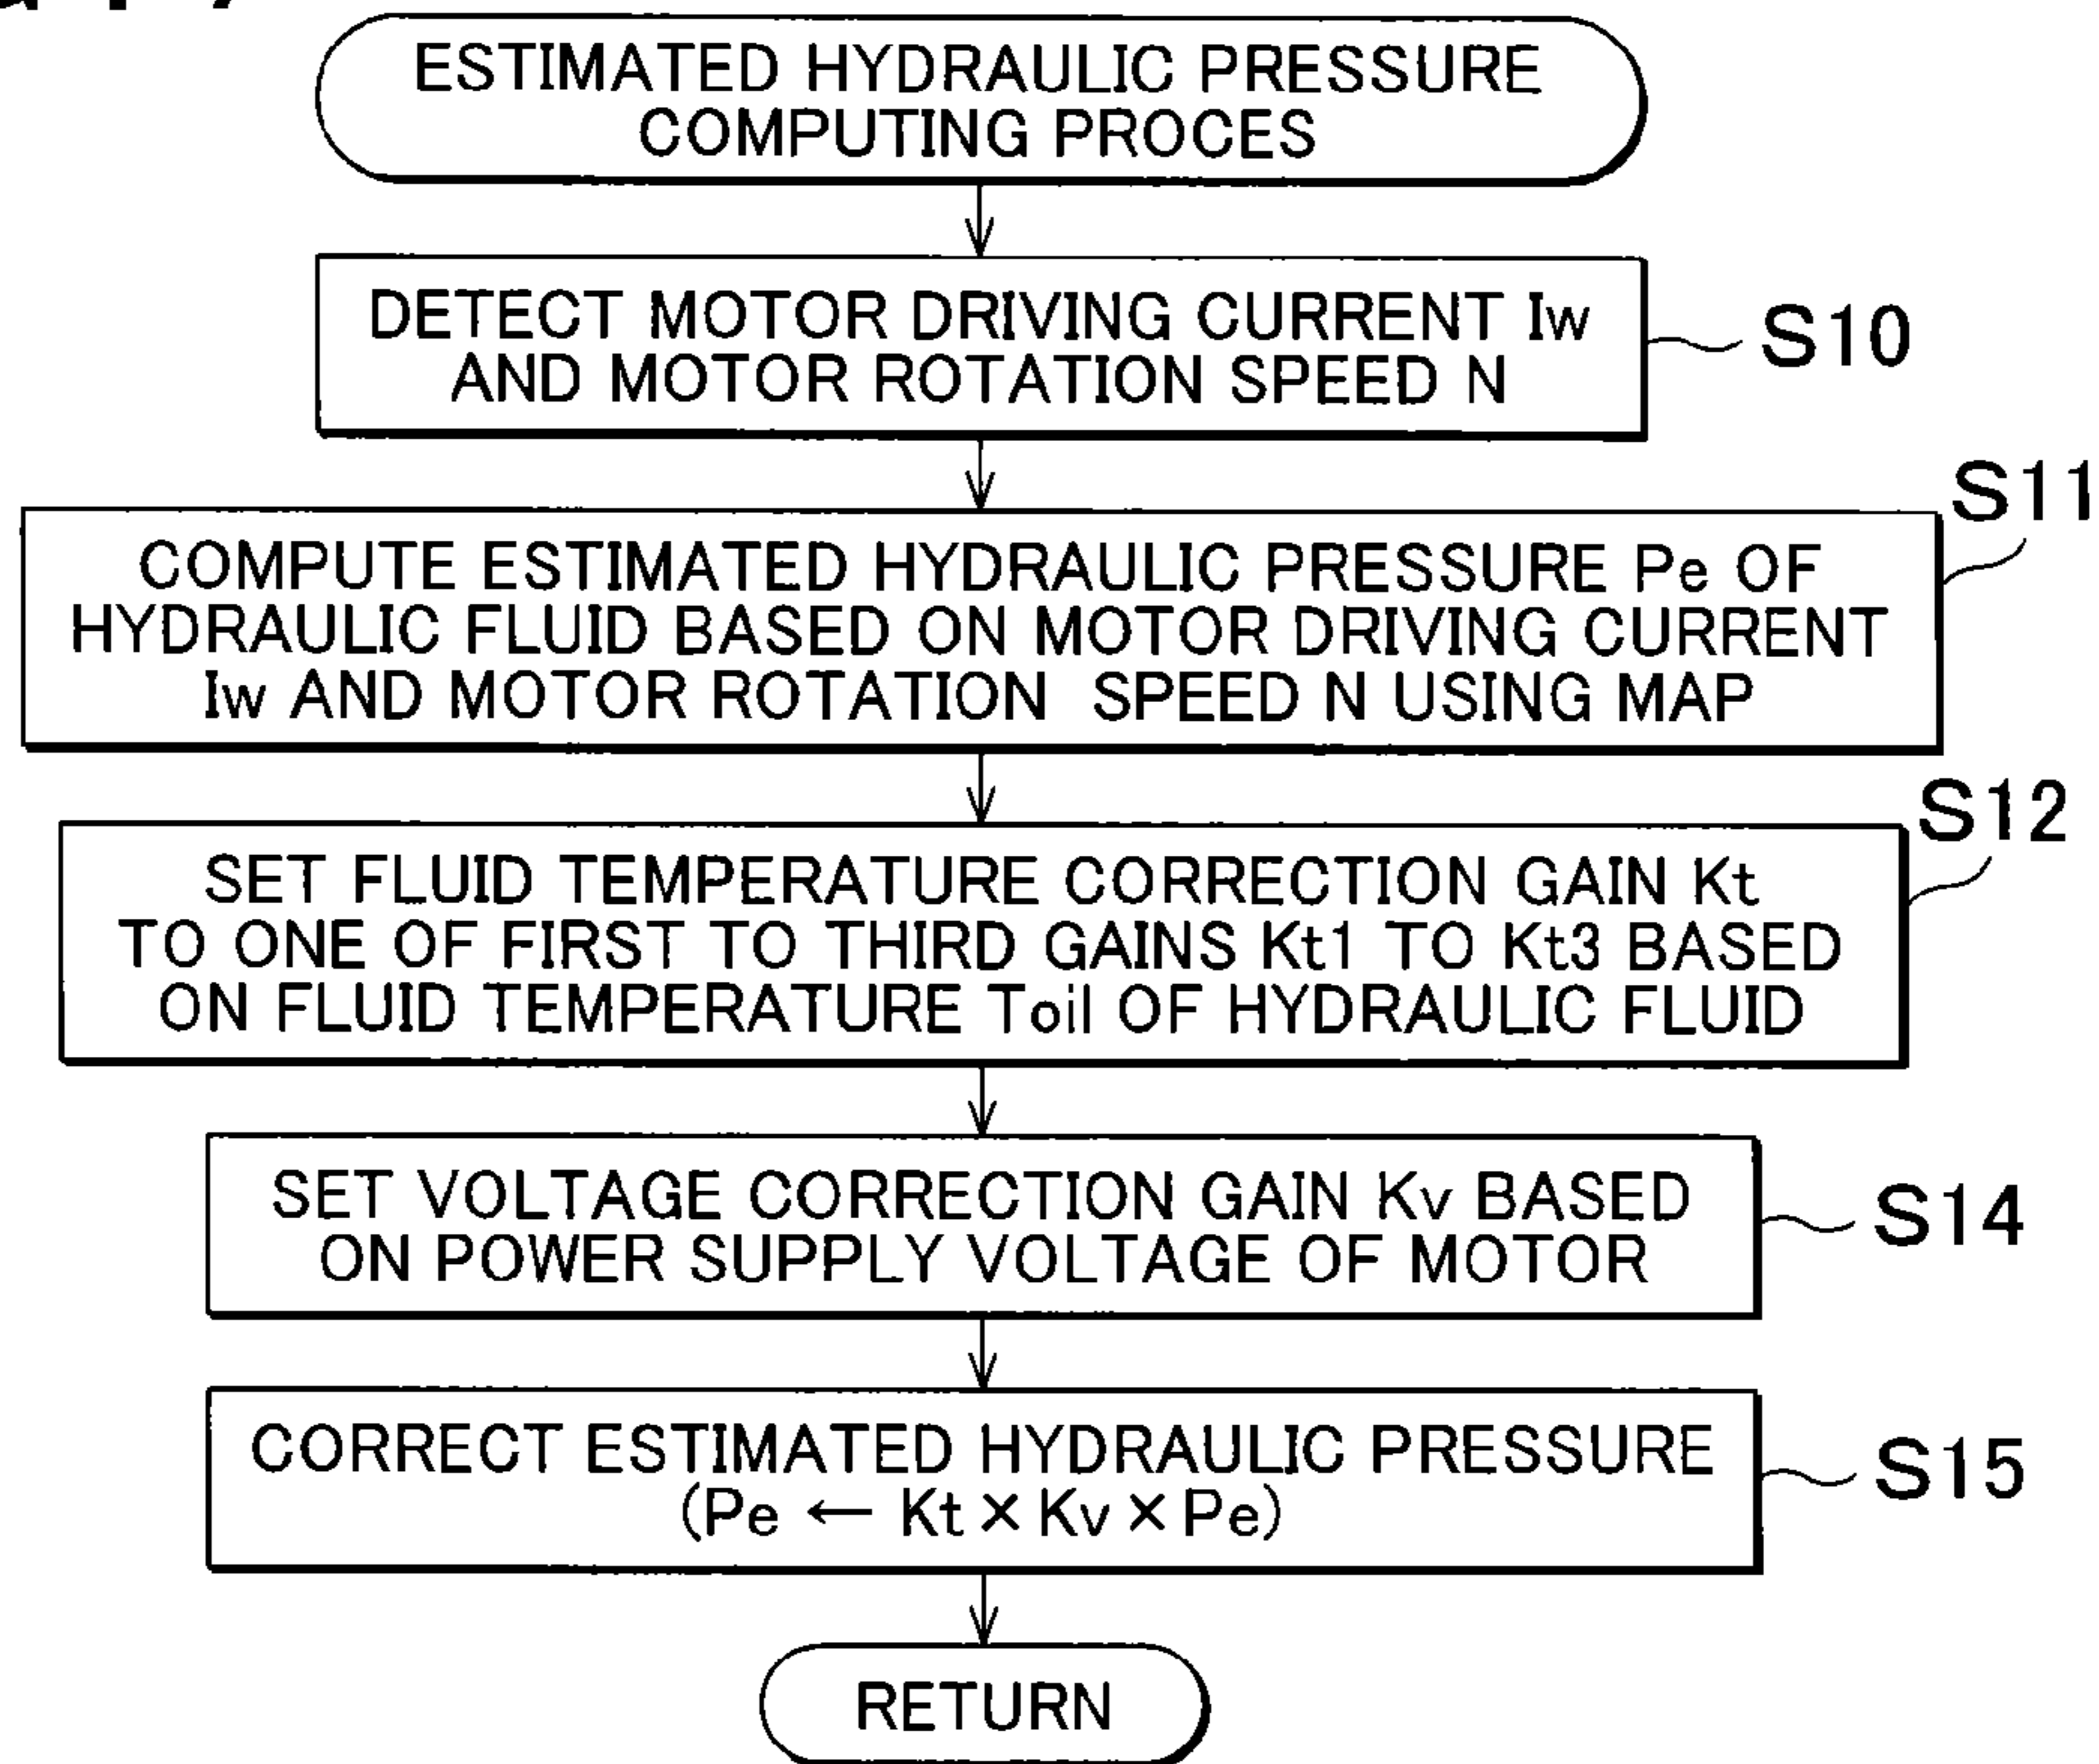 ESTIMATED HYDRAULIC PRESSURE
COMPUTING PROCES
DETECT MOTOR DRIVING CURRENT Iw
AND MOTOR ROTATION SPEED N
S10
S11
COMPUTE ESTIMATED HYDRAULIC PRESSURE Pe OF
HYDRAULIC FLUID BASED ON MOTOR DRIVING CURRENT
Iw AND MOTOR ROTATION SPEED N USING MAP
S12
SET FLUID TEMPERATURE CORRECTION GAIN Kt
TO ONE OF FIRST TO THIRD GAINS Kt1 TO Kt3 BASED
ON FLUID TEMPERATURE Toil OF HYDRAULIC FLUID
SET VOLTAGE CORRECTION GAIN Kv BASED
ON POWER SUPPLY VOLTAGE OF MOTOR
S14
CORRECT ESTIMATED HYDRAULIC PRESSURE
(Pe ← Kt × Kv × Pe)
S15
RETURN